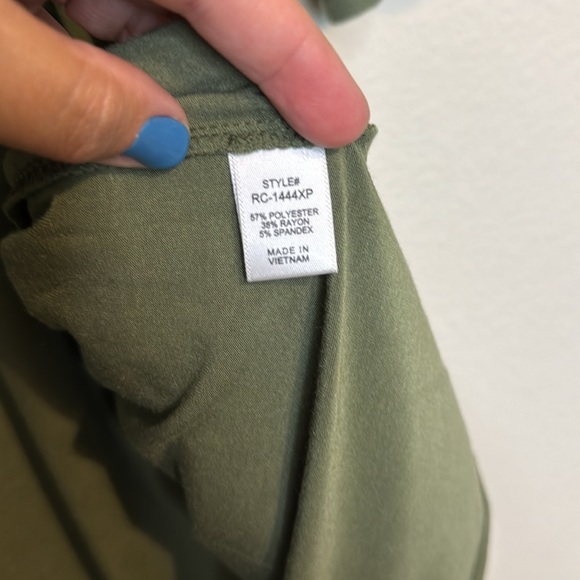 STYLE#
RC-1444XP
57% POLYESTER
38% RAYON
5% SPANDEX
MADE IN
VIETNAM